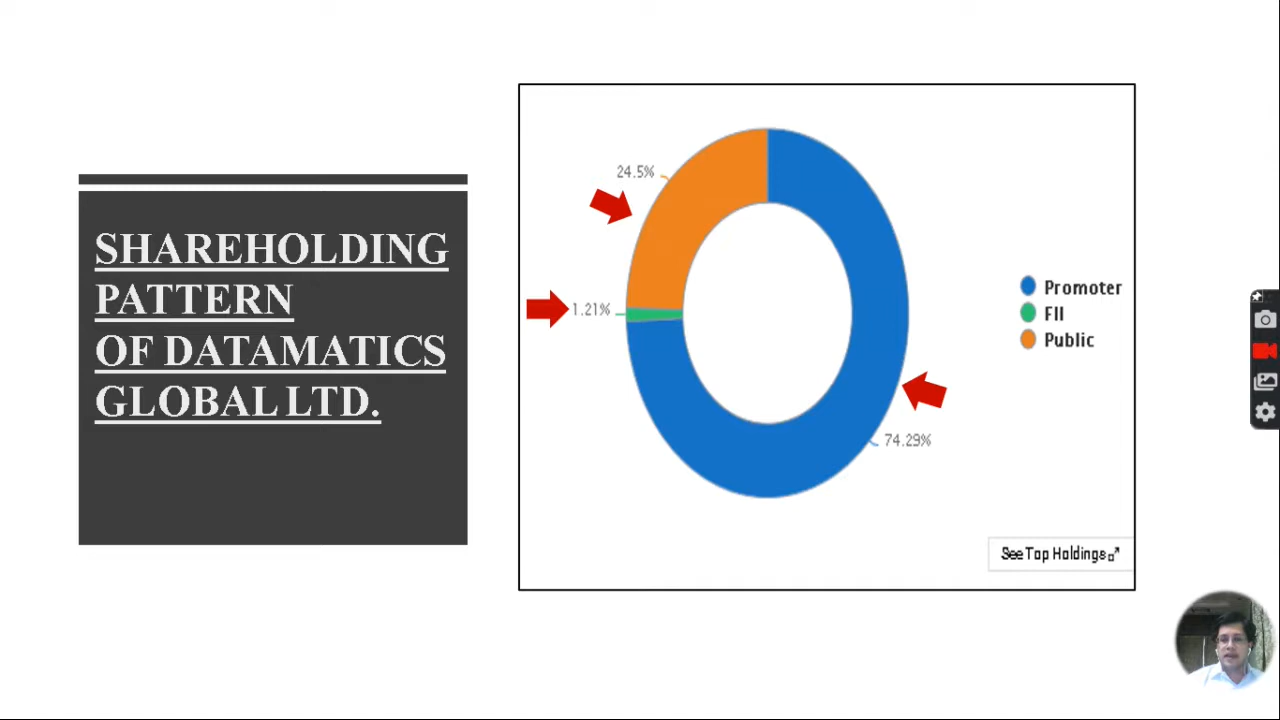 SHAREHOLDING
PATTERN
OF DATAMATICS
GLOBAL LTD.
24.5%
1.21%
74.29%
Promoter
FII
Public
See Top Holdings